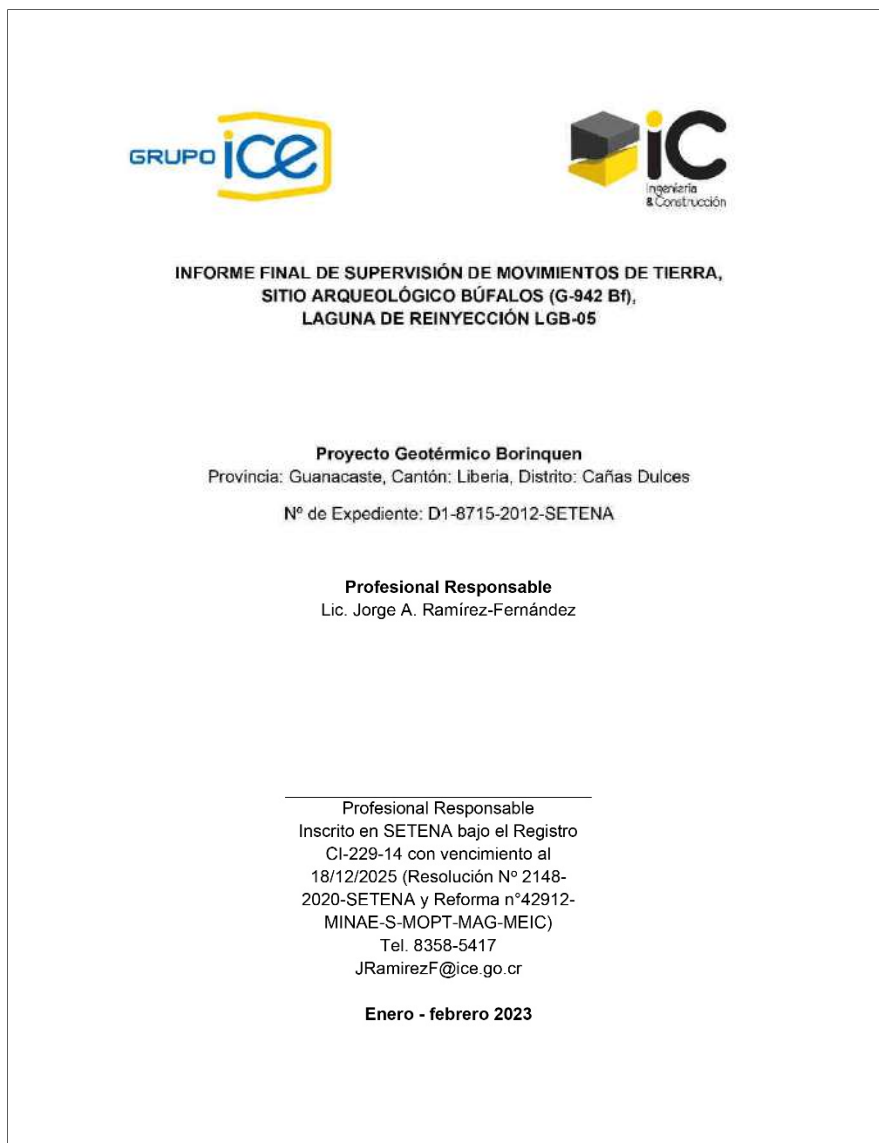 GRUPO ice
iC
Ingeniería
& Construcción
INFORME FINAL DE SUPERVISIÓN DE MOVIMIENTOS DE TIERRA,
SITIO ARQUEOLÓGICO BÚFALOS (G-942 Bf),
LAGUNA DE REINYECCIÓN LGB-05
Proyecto Geotérmico Borinquen
Provincia: Guanacaste, Cantón: Liberia, Distrito: Cañas Dulces
Nº de Expediente: D1-8715-2012-SETENA
Profesional Responsable
Lic. Jorge A. Ramírez-Fernández
Profesional Responsable
Inscrito en SETENA bajo el Registro
CI-229-14 con vencimiento al
18/12/2025 (Resolución Nº 2148-
2020-SETENA y Reforma n°42912-
MINAE-S-MOPT-MAG-MEIC)
Tel. 8358-5417
JRamirezF@ice.go.cr
Enero - febrero 2023